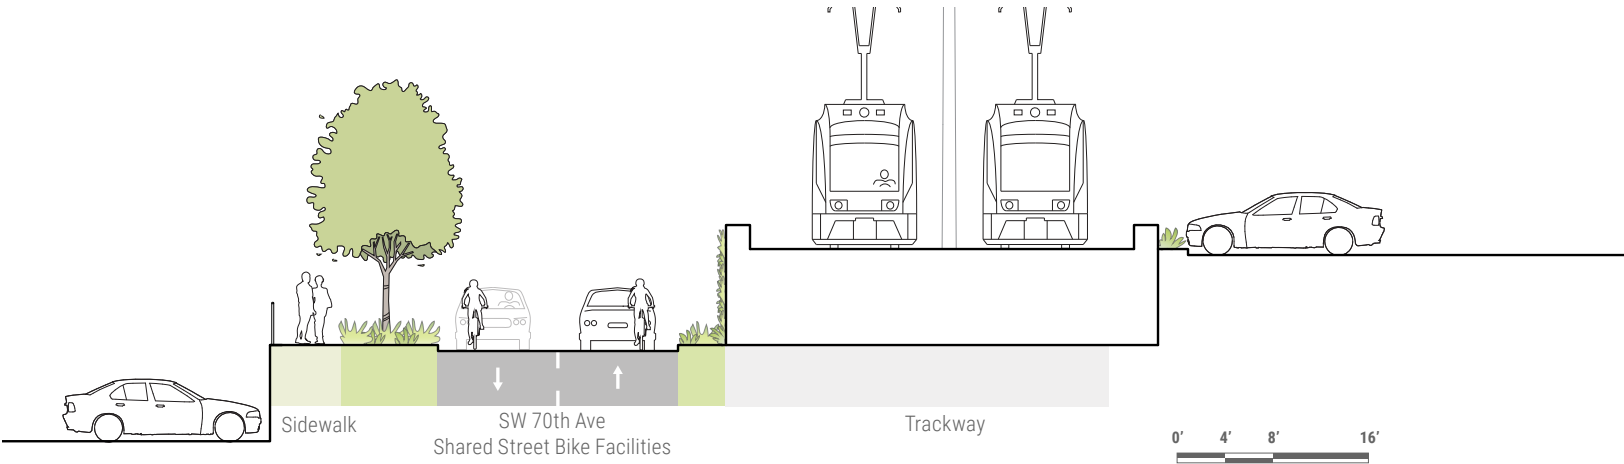 Sidewalk
SW 70th Ave
Shared Street Bike Facilities
Trackway
0’ 4’ 8’ 16’